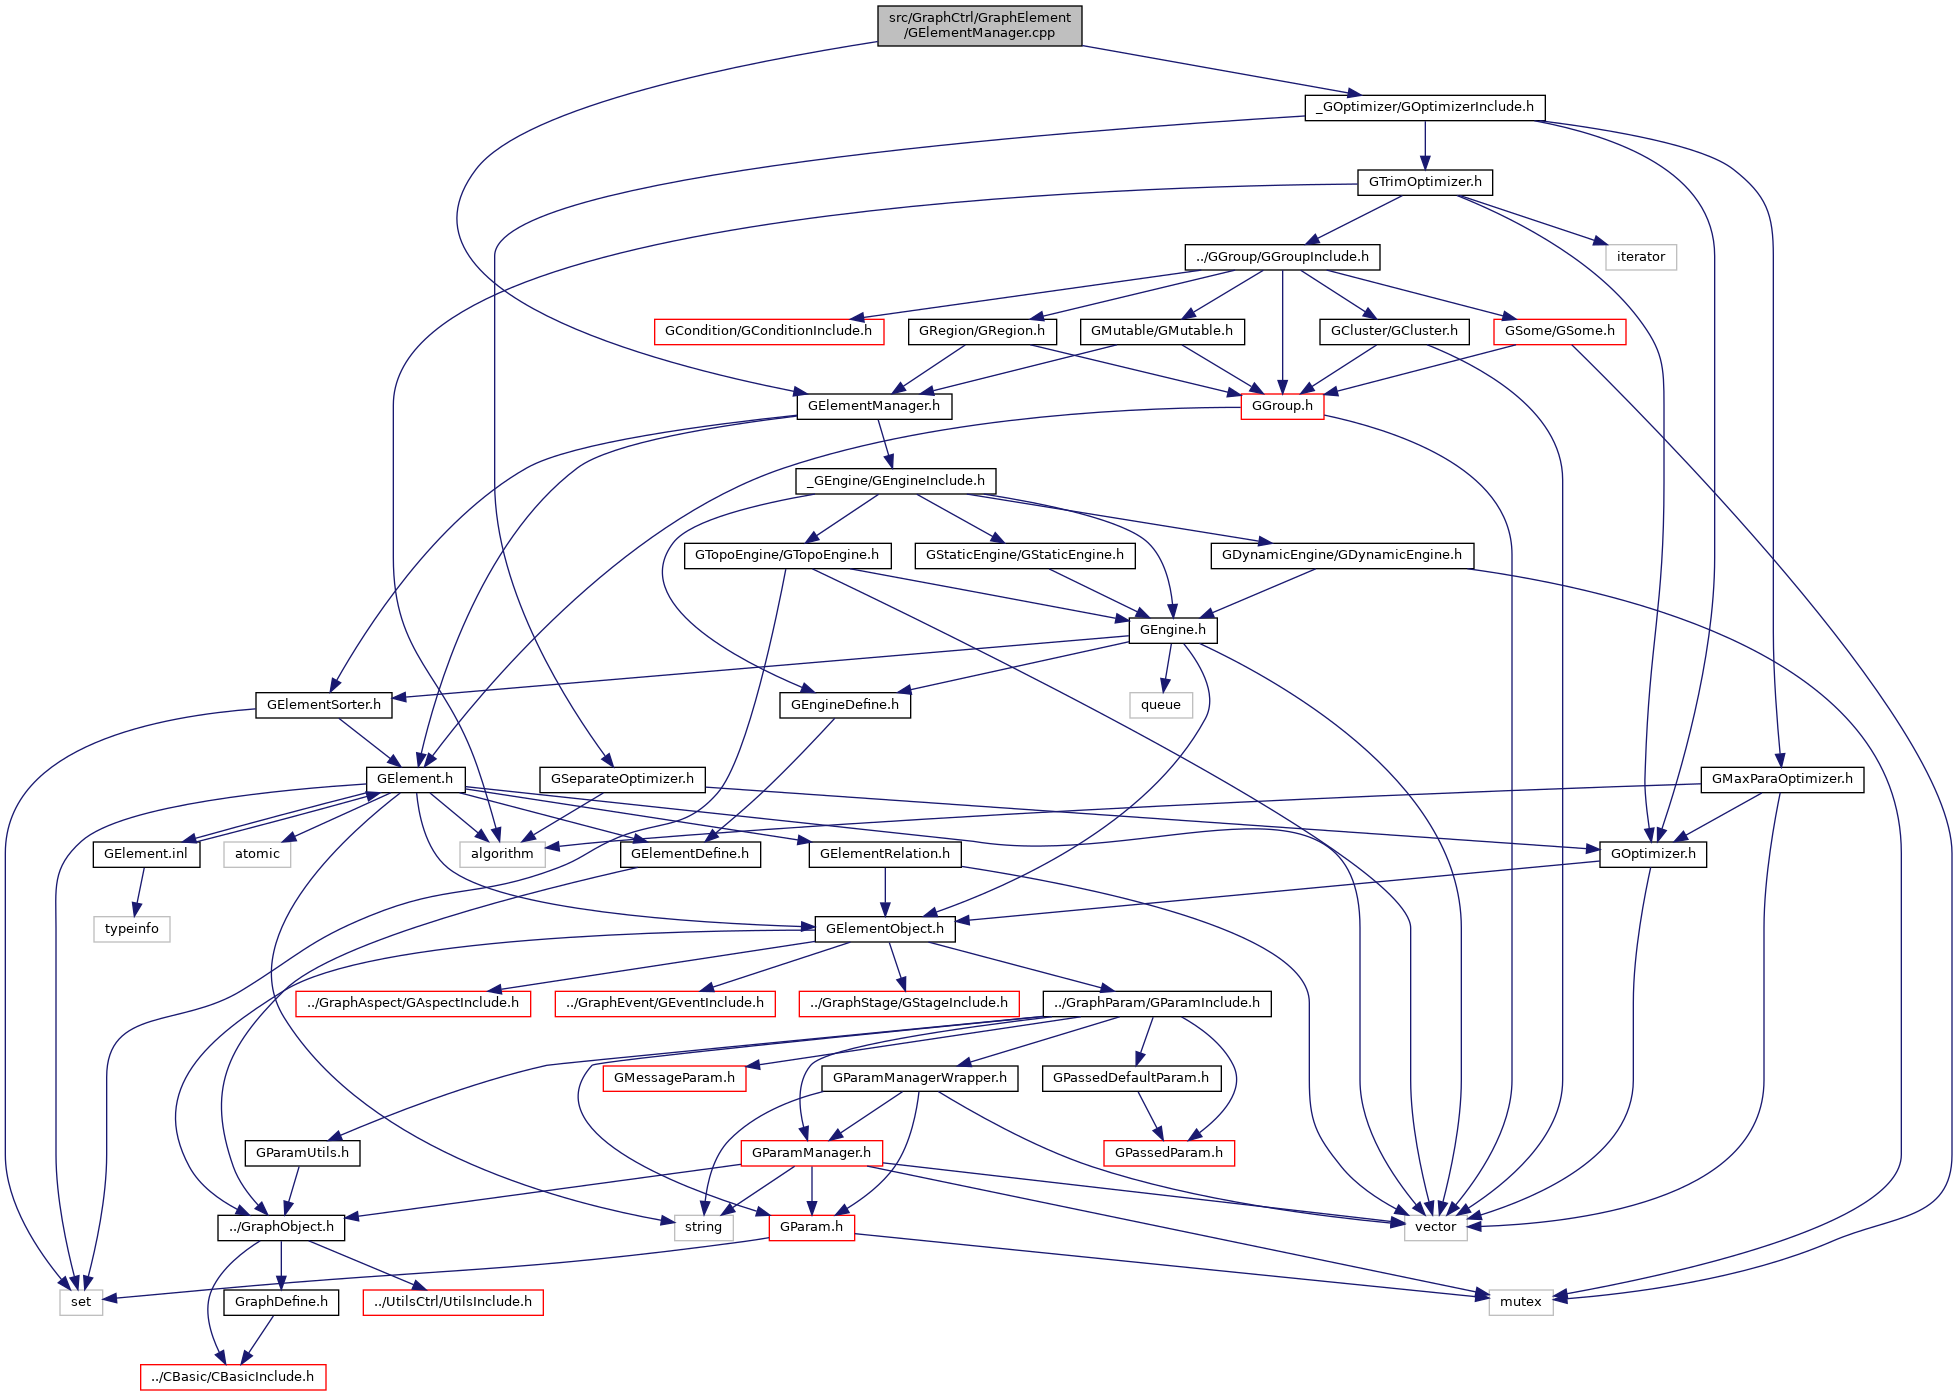 src/GraphCtrl/GraphElement
/GElementManager.cpp
_GOptimizer/GOptimizerInclude.h
GTrimOptimizer.h
../GGroup/GGroupInclude.h
iterator
GCondition/GConditionInclude.h
GRegion/GRegion.h
GMutable/GMutable.h
GCluster/GCluster.h
GSome/GSome.h
GElementManager.h
GGroup.h
_GEngine/GEngineInclude.h
GTopoEngine/GTopoEngine.h
GStaticEngine/GStaticEngine.h
GDynamicEngine/GDynamicEngine.h
GEngine.h
GElementSorter.h
GEngineDefine.h
queue
GElement.h
GSeparateOptimizer.h
GMaxParaOptimizer.h
GElement.inl
atomic
algorithm
GElementDefine.h
GElementRelation.h
GOptimizer.h
typeinfo
GElementObject.h
../GraphAspect/GAspectInclude.h
../GraphEvent/GEventInclude.h
../GraphStage/GStageInclude.h
../GraphParam/GParamInclude.h
GMessageParam.h
GParamManagerWrapper.h
GPassedDefaultParam.h
GParamUtils.h
GParamManager.h
GPassedParam.h
../GraphObject.h
string
GParam.h
vector
set
GraphDefine.h
../UtilsCtrl/UtilsInclude.h
mutex
../CBasic/CBasicInclude.h